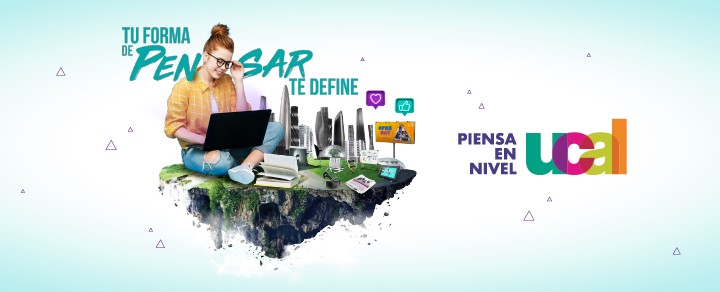 TU FORMA
DE
PENSAR
TE DEFINE
PIENSA
EN
NIVEL
ucal